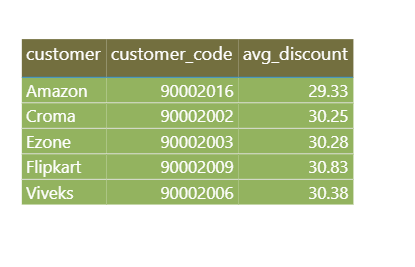 customer customer_code avg_discount
Amazon 90002016 29.33
Croma 90002002 30.25
Ezone 90002003 30.28
Flipkart 90002009 30.83
Viveks 90002006 30.38